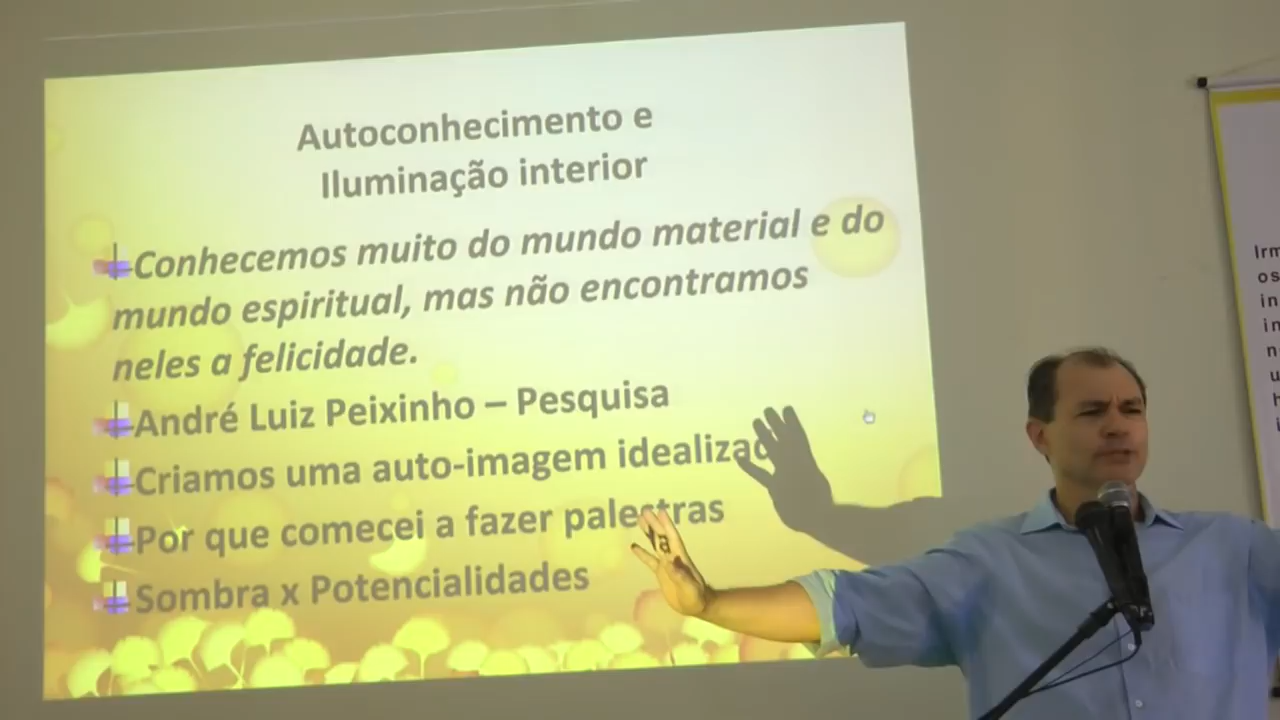 Autoconhecimento e
Iluminação interior
Conhecemos muito do mundo material e do
mundo espiritual, mas não encontramos
neles a felicidade.
André Luiz Peixinho – Pesquisa
Criamos uma auto-imagem
Por que comecei a fazer palestras
Sombra x Potencialidades